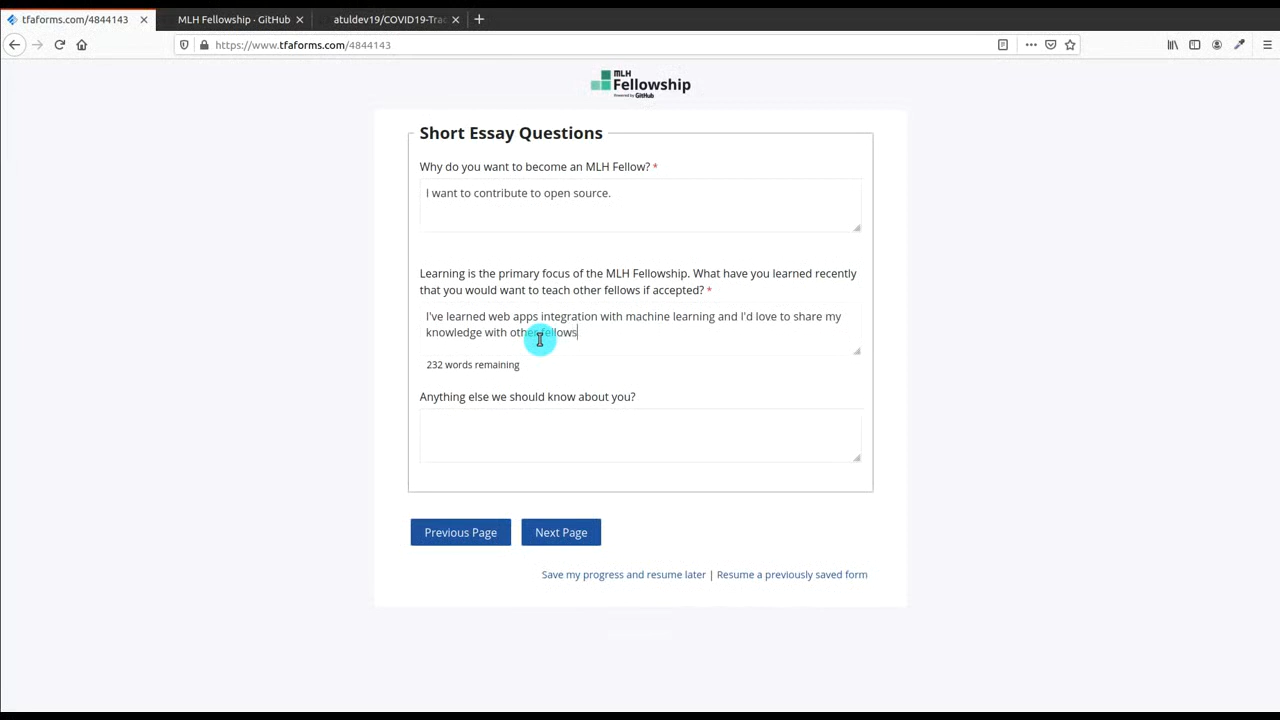 tfaforms.com/4844143
MLH Fellowship · GitHub
atuldev19/COVID19-Trac
https://www.tfaforms.com/4844143
MLH
Fellowship
Powered by GitHub
Short Essay Questions
Why do you want to become an MLH Fellow? *
I want to contribute to open source.
Learning is the primary focus of the MLH Fellowship. What have you learned recently
that you would want to teach other fellows if accepted? *
I've learned web apps integration with machine learning and I'd love to share my
knowledge with other fellows
232 words remaining
Anything else we should know about you?
Previous Page
Next Page
Save my progress and resume later | Resume a previously saved form